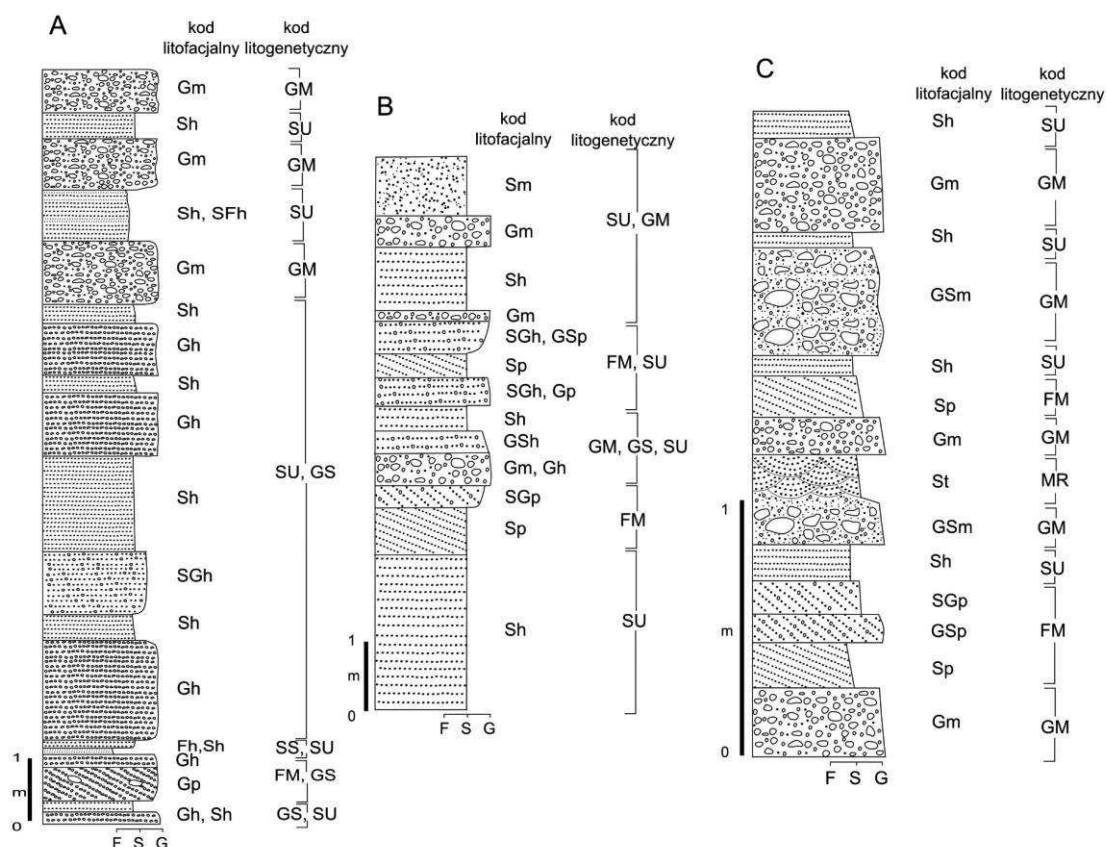 A
kod kod
litofacjalny litogenetyczny
Gm GM
Sh SU
Gm GM
Sh, SFh SU
Gm GM
Sh
Gh
Sh
Gh
SU, GS
Sh
SGh
Sh
Gh
Fh,Sh SS, SU
Gh
FM, GS
Gp
Gh, Sh GS, SU
1
m
0
F S G
B
kod kod
litofacjalny litogenetyczny
Sm
SU, GM
Gm
Sh
Gm
SGh, GSp
FM, SU
Sp
SGh, Gp
Sh
GSh
GM, GS, SU
Gm, Gh
SGp
FM
Sp
Sh SU
1
m
0
F S G
C
kod kod
litofacjalny litogenetyczny
Sh SU
Gm GM
Sh SU
GSm GM
Sh SU
Sp FM
Gm GM
St MR
GSm GM
Sh SU
SGp
GSp FM
Sp
Gm GM
1
m
0
F S G